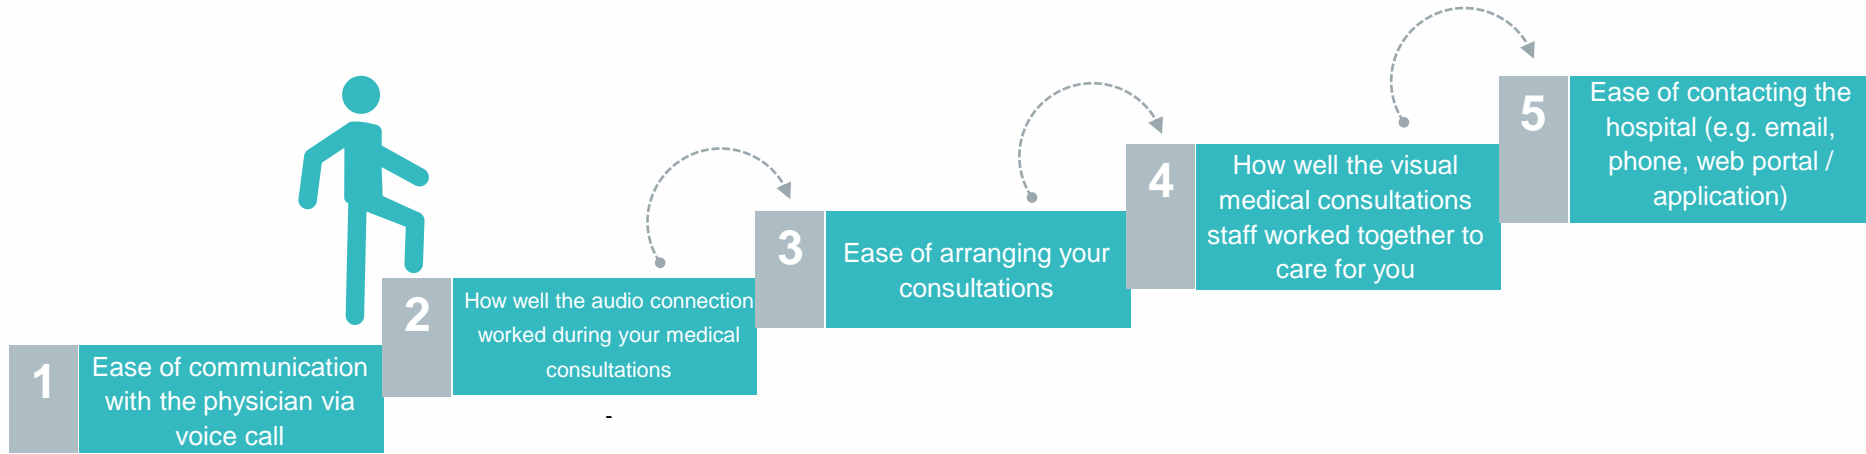 1
Ease of communication
with the physician via
voice call
2
How well the audio connection
worked during your medical
consultations
-
3
Ease of arranging your
consultations
4
How well the visual
medical consultations
staff worked together to
care for you
5
Ease of contacting the
hospital (e.g. email,
phone, web portal /
application)